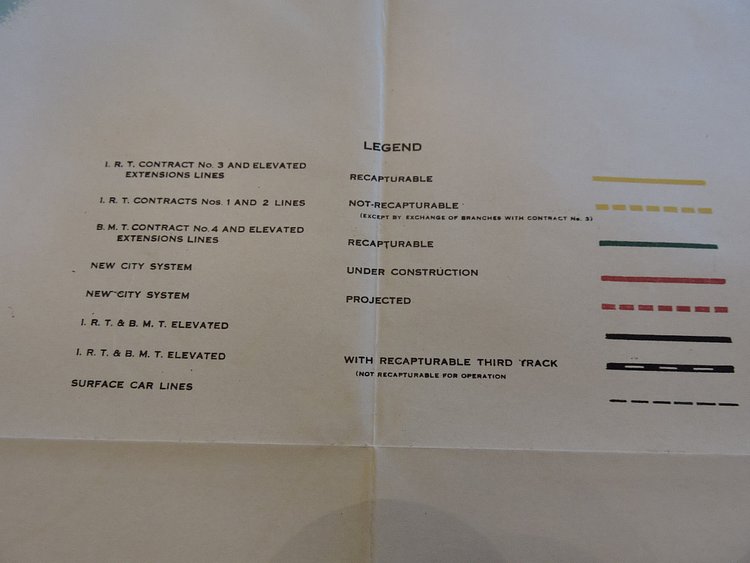 LEGEND
I. R. T. CONTRACT No. 3 AND ELEVATED
EXTENSIONS LINES
RECAPTURABLE
I. R. T. CONTRACTS Nos. 1 AND 2 LINES
NOT-RECAPTURABLE
(EXCEPT BY EXCHANGE OF BRANCHES WITH CONTRACT No. 3)
B. M. T. CONTRACT No. 4 AND ELEVATED
EXTENSIONS LINES
RECAPTURABLE
NEW CITY SYSTEM
UNDER CONSTRUCTION
NEW CITY SYSTEM
PROJECTED
I. R. T. & B. M. T. ELEVATED
I. R. T. & B. M. T. ELEVATED
WITH RECAPTURABLE THIRD TRACK
(NOT RECAPTURABLE FOR OPERATION
SURFACE CAR LINES